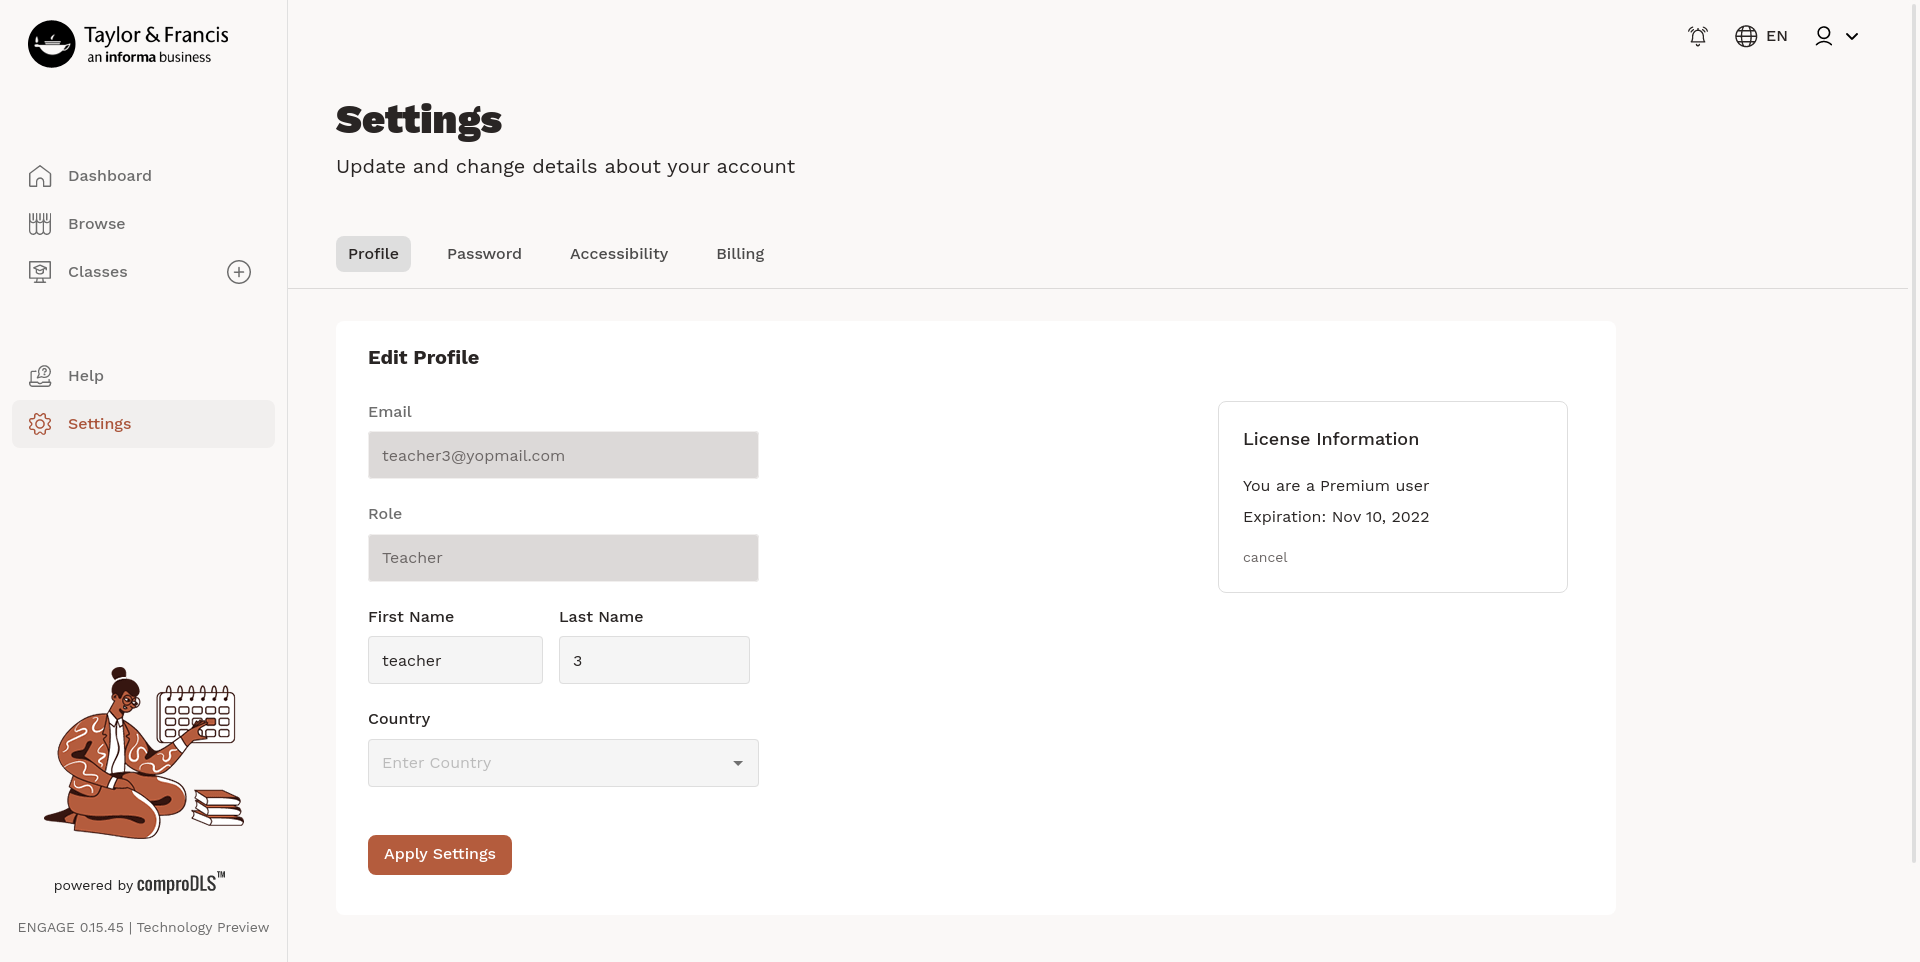 Taylor & Francis
an informa business
EN
Dashboard
Browse
Classes
Help
Settings
powered by comproDLS™
ENGAGE 0.15.45 | Technology Preview
Settings
Update and change details about your account
Profile
Password
Accessibility
Billing
Edit Profile
Email
teacher3@yopmail.com
Role
Teacher
First Name
Last Name
teacher
3
Country
Enter Country
Apply Settings
License Information
You are a Premium user
Expiration: Nov 10, 2022
cancel